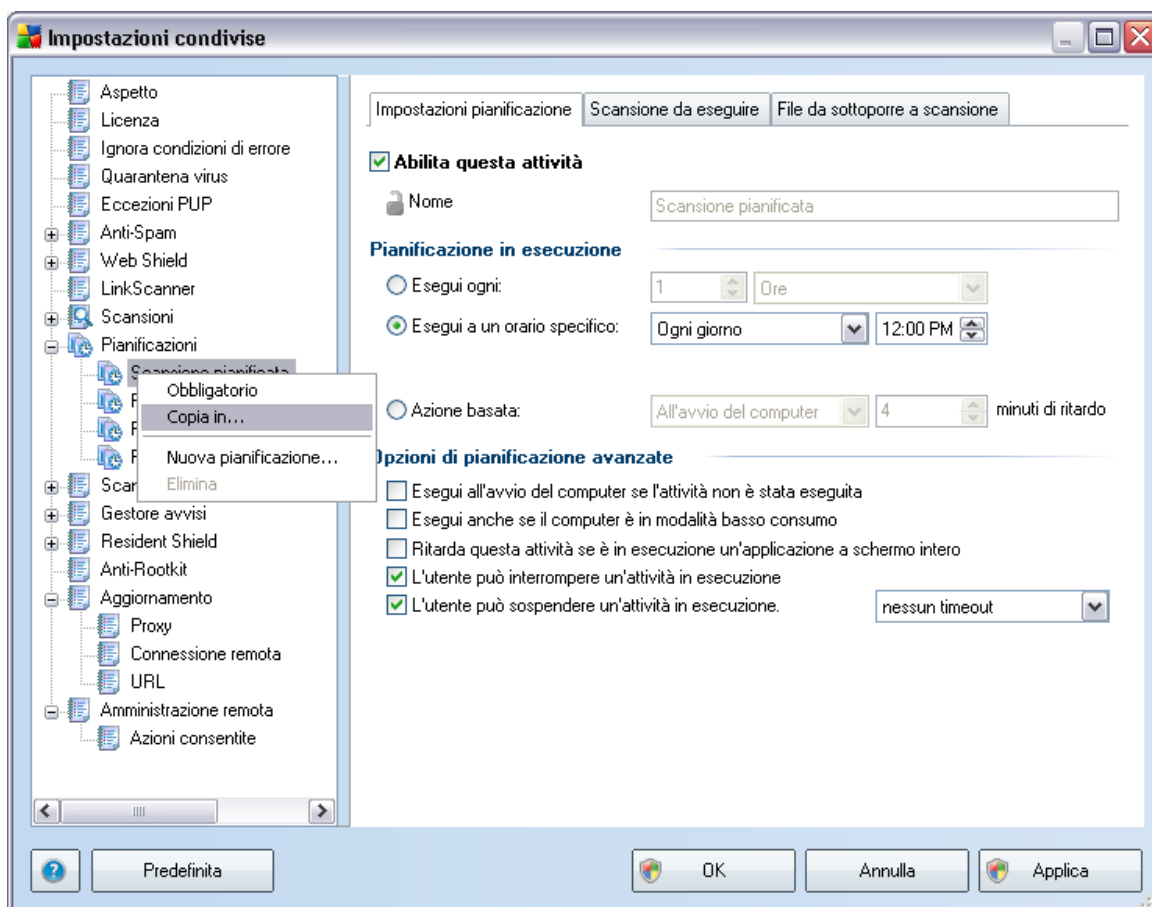 Impostazioni condivise
Aspetto
Licenza
Ignora condizioni di errore
Quarantena virus
Eccezioni PUP
Anti-Spam
Web Shield
LinkScanner
Scansioni
Pianificazioni
Scansione pianificata
Obbligatorio
Copia in...
Nuova pianificazione...
Elimina
Gestore avvisi
Resident Shield
Anti-Rootkit
Aggiornamento
Proxy
Connessione remota
URL
Amministrazione remota
Azioni consentite
Impostazioni pianificazione Scansione da eseguire File da sottoporre a scansione
Abilita questa attività
Nome Scansione pianificata
Pianificazione in esecuzione
Esegui ogni: 1 Ore
Esegui a un orario specifico: Ogni giorno 12:00 PM
Azione basata: All'avvio del computer 4 minuti di ritardo
Opzioni di pianificazione avanzate
Esegui all'avvio del computer se l'attività non è stata eseguita
Esegui anche se il computer è in modalità basso consumo
Ritarda questa attività se è in esecuzione un'applicazione a schermo intero
L'utente può interrompere un'attività in esecuzione
L'utente può sospendere un'attività in esecuzione. nessun timeout
Predefinita OK Annulla Applica